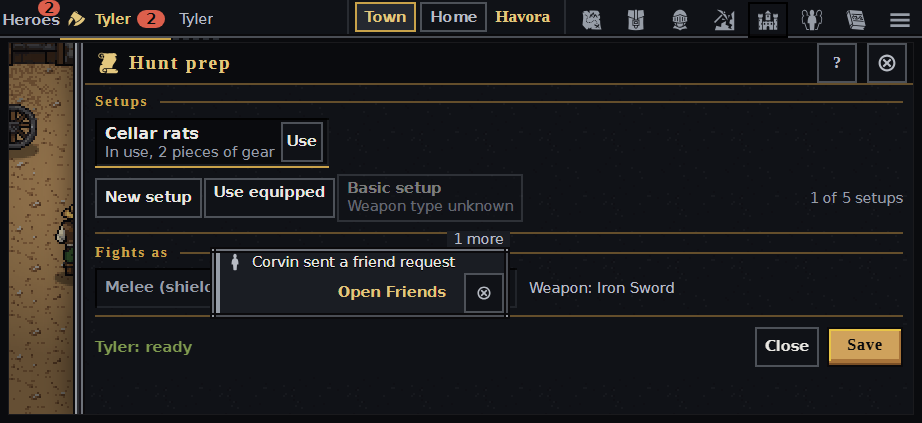 2
Heroes
Tyler 2
Tyler
Town
Home
Havora
Hunt prep
?
Setups
Cellar rats
In use, 2 pieces of gear
Use
New setup
Use equipped
Basic setup
Weapon type unknown
1 of 5 setups
1 more
Fights as
Corvin sent a friend request
Open Friends
Melee (shield
Weapon: Iron Sword
Tyler: ready
Close
Save